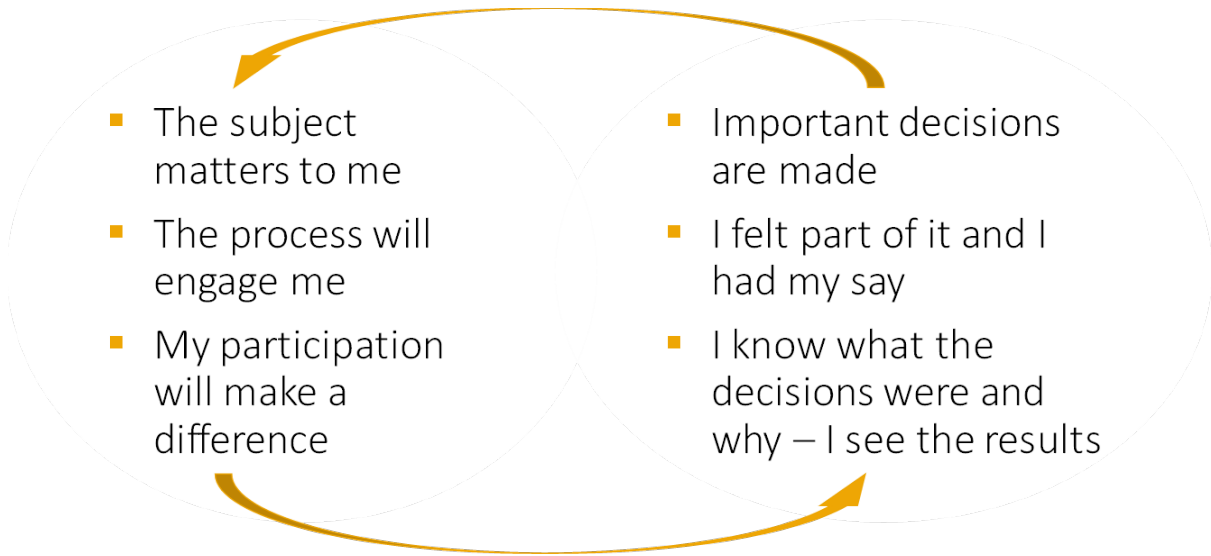 The subject
matters to me
The process will
engage me
My participation
will make a
difference
Important decisions
are made
I felt part of it and I
had my say
I know what the
decisions were and
why – I see the results